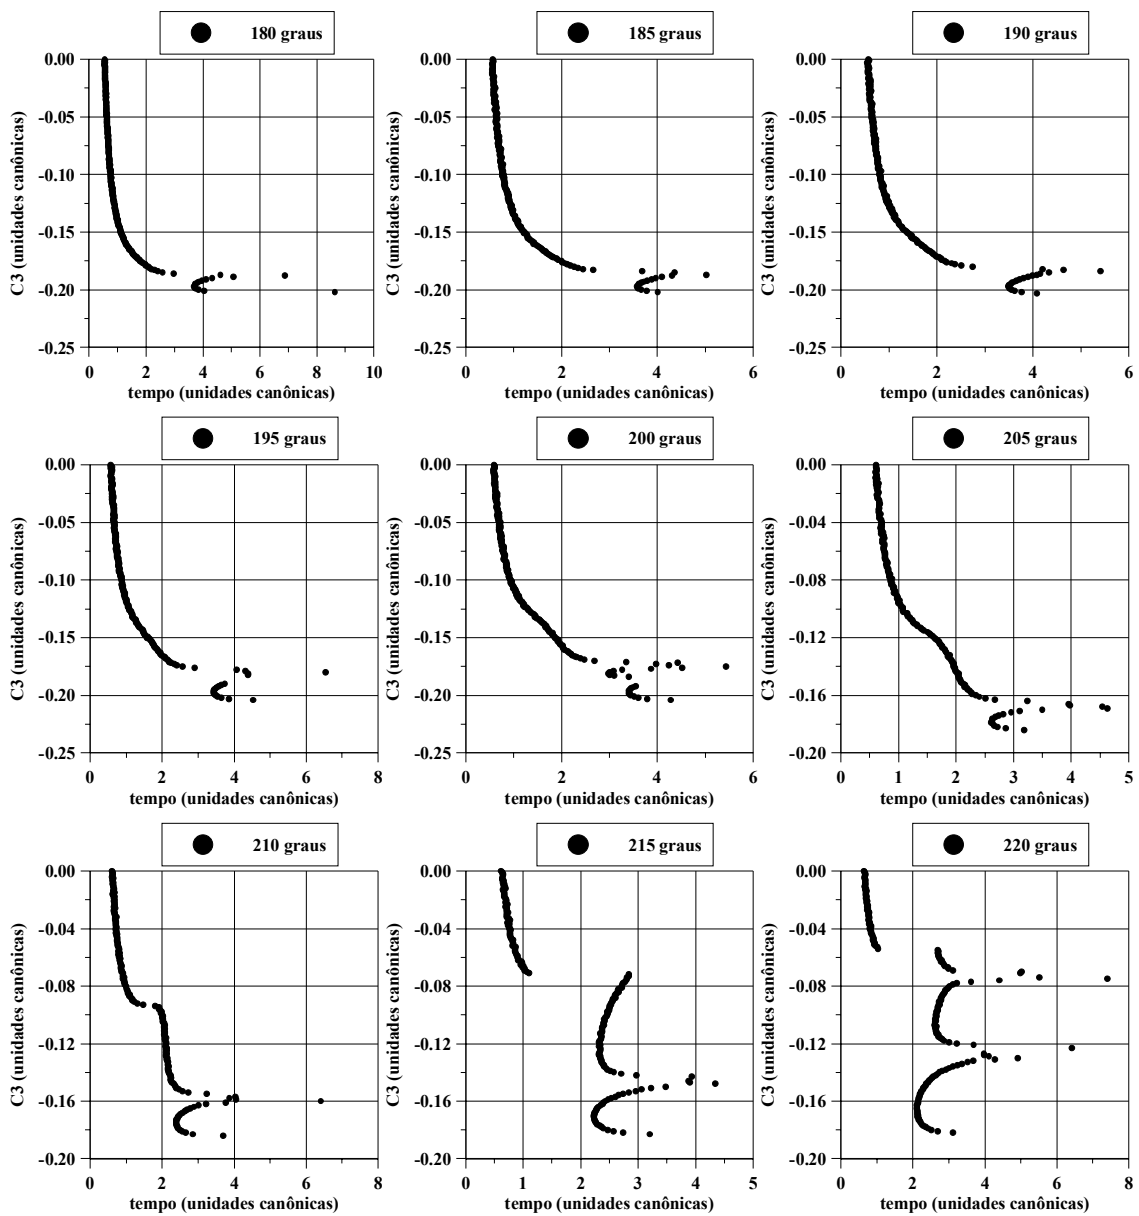 180 graus
185 graus
190 graus
0.00
-0.05
-0.10
-0.15
-0.20
-0.25
C3 (unidades canônicas)
0 2 4 6 8 10
tempo (unidades canônicas)
0.00
-0.05
-0.10
-0.15
-0.20
-0.25
C3 (unidades canônicas)
0 2 4 6
tempo (unidades canônicas)
0.00
-0.05
-0.10
-0.15
-0.20
-0.25
C3 (unidades canônicas)
0 2 4 6
tempo (unidades canônicas)
195 graus
200 graus
205 graus
0.00
-0.05
-0.10
-0.15
-0.20
-0.25
C3 (unidades canônicas)
0 2 4 6 8
tempo (unidades canônicas)
0.00
-0.05
-0.10
-0.15
-0.20
-0.25
C3 (unidades canônicas)
0 2 4 6
tempo (unidades canônicas)
0.00
-0.04
-0.08
-0.12
-0.16
-0.20
C3 (unidades canônicas)
0 1 2 3 4 5
tempo (unidades canônicas)
210 graus
215 graus
220 graus
0.00
-0.04
-0.08
-0.12
-0.16
-0.20
C3 (unidades canônicas)
0 2 4 6 8
tempo (unidades canônicas)
0.00
-0.04
-0.08
-0.12
-0.16
-0.20
C3 (unidades canônicas)
0 1 2 3 4 5
tempo (unidades canônicas)
0.00
-0.04
-0.08
-0.12
-0.16
-0.20
C3 (unidades canônicas)
0 2 4 6 8
tempo (unidades canônicas)